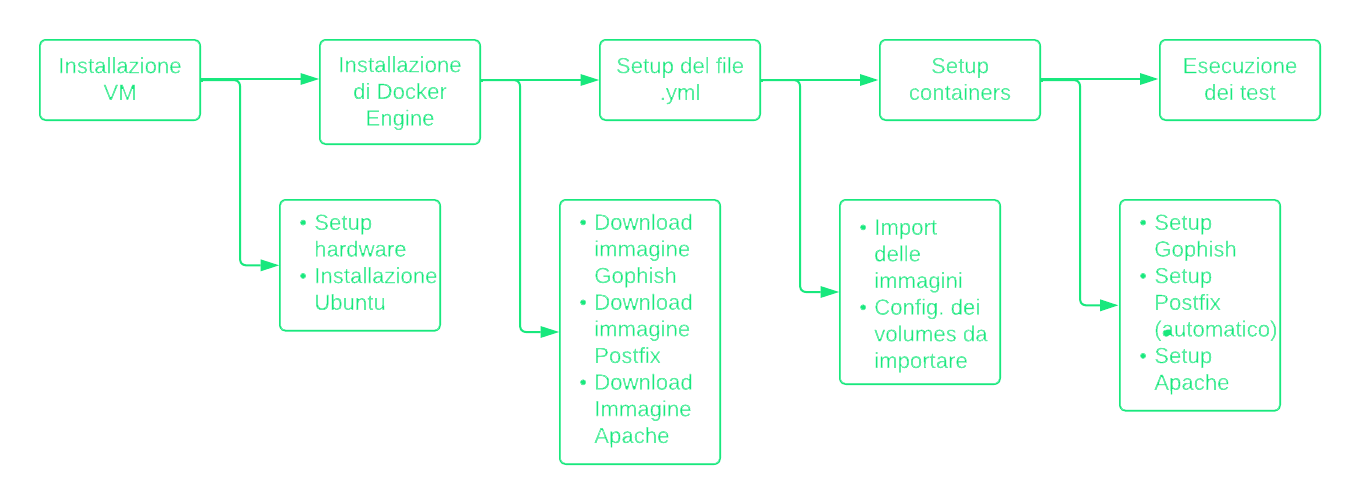 Installazione
VM
Installazione
di Docker
Engine
Setup del file
.yml
Setup
containers
Esecuzione
dei test
• Setup
hardware
• Installazione
Ubuntu
• Download
immagine
Gophish
• Download
immagine
Postfix
• Download
Immagine
Apache
• Import
delle
immagini
• Config. dei
volumes da
importare
• Setup
Gophish
• Setup
Postfix
(automatico)
• Setup
Apache